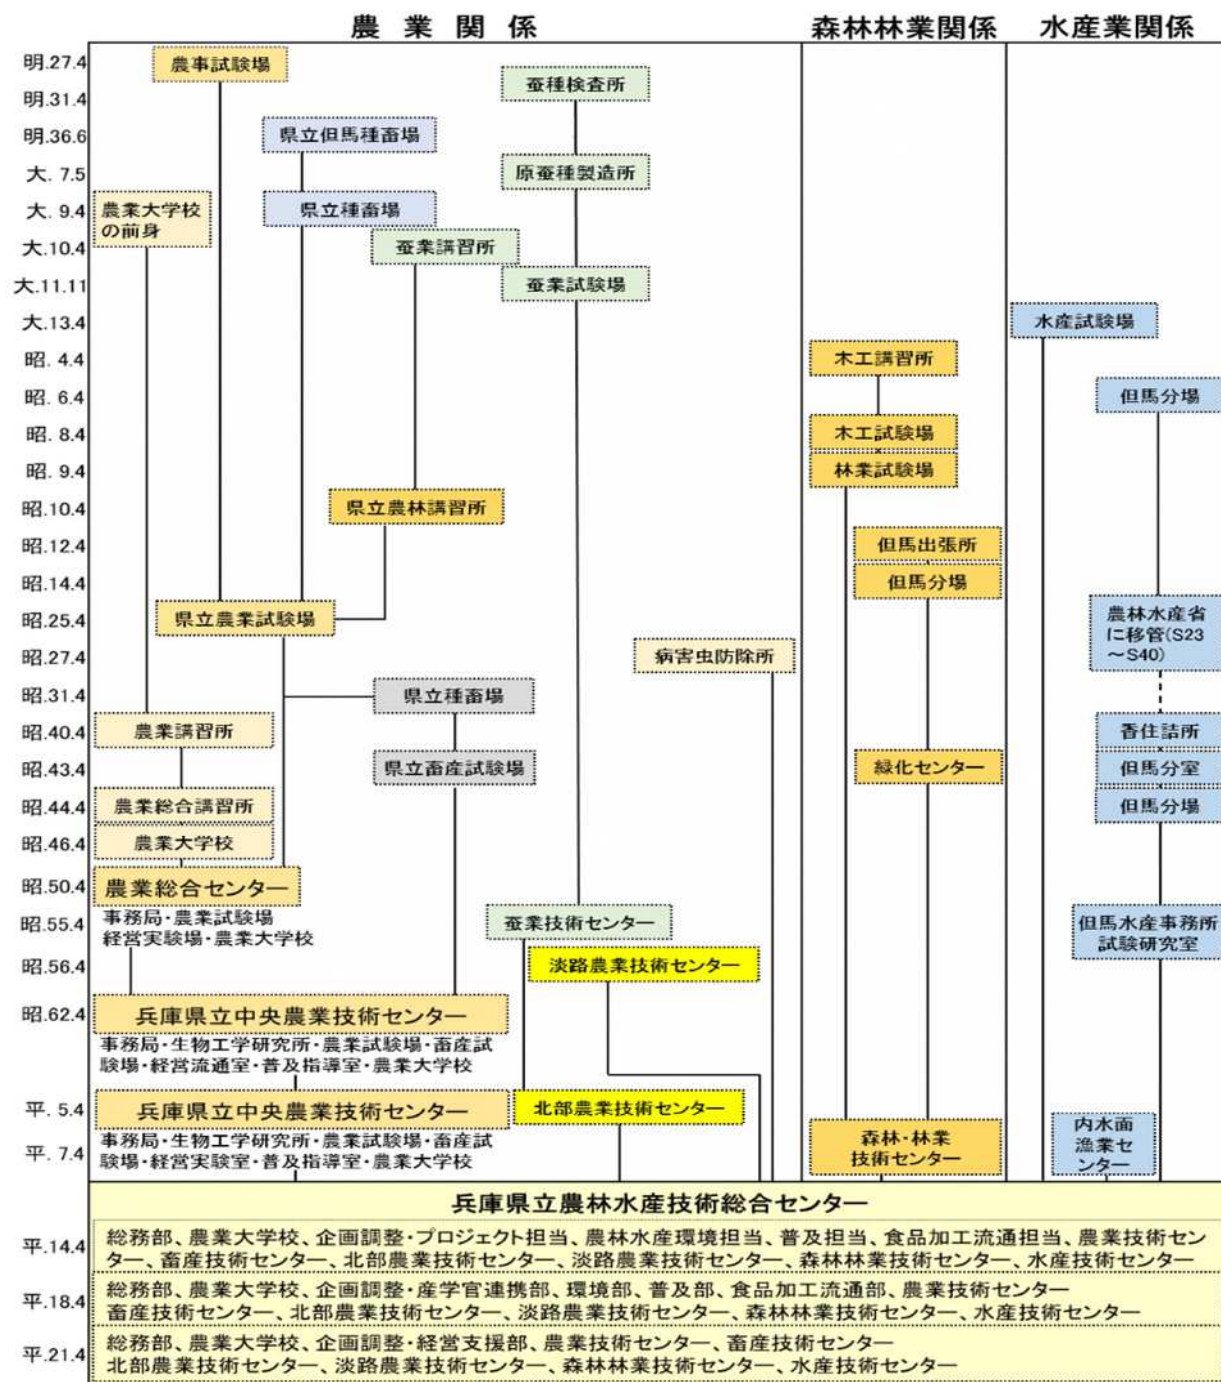 農業関係
森林林業関係
水産業関係
明.27.4
農事試験場
蚕種検査所
明.31.4
明.36.6
県立但馬種畜場
大. 7.5
原蚕種製造所
大. 9.4
農業大学校
の前身
県立種畜場
大.10.4
蚕業講習所
大.11.11
蚕業試験場
大.13.4
水産試験場
昭. 4.4
木工講習所
昭. 6.4
但馬分場
昭. 8.4
木工試験場
昭. 9.4
林業試験場
昭.10.4
県立農林講習所
昭.12.4
但馬出張所
昭.14.4
但馬分場
昭.25.4
県立農業試験場
農林水産省
に移管(S23
～S40)
昭.27.4
病害虫防除所
昭.31.4
県立種畜場
昭.40.4
農業講習所
香住詰所
昭.43.4
県立畜産試験場
緑化センター
但馬分室
昭.44.4
農業総合講習所
但馬分場
昭.46.4
農業大学校
昭.50.4
農業総合センター
事務局・農業試験場
経営実験場・農業大学校
昭.55.4
蚕業技術センター
但馬水産事務所
試験研究室
昭.56.4
淡路農業技術センター
昭.62.4
兵庫県立中央農業技術センター
事務局・生物工学研究所・農業試験場・畜産試
験場・経営流通室・普及指導室・農業大学校
平. 5.4
兵庫県立中央農業技術センター
北部農業技術センター
事務局・生物工学研究所・農業試験場・畜産試
験場・経営実験室・普及指導室・農業大学校
平. 7.4
森林・林業
技術センター
内水面
漁業セ
ンター
兵庫県立農林水産技術総合センター
平.14.4
総務部、農業大学校、企画調整・プロジェクト担当、農林水産環境担当、普及担当、食品加工流通担当、農業技術セン
ター、畜産技術センター、北部農業技術センター、淡路農業技術センター、森林林業技術センター、水産技術センター
平.18.4
総務部、農業大学校、企画調整・産学官連携部、環境部、普及部、食品加工流通部、農業技術センター
畜産技術センター、北部農業技術センター、淡路農業技術センター、森林林業技術センター、水産技術センター
平.21.4
総務部、農業大学校、企画調整・経営支援部、農業技術センター、畜産技術センター
北部農業技術センター、淡路農業技術センター、森林林業技術センター、水産技術センター